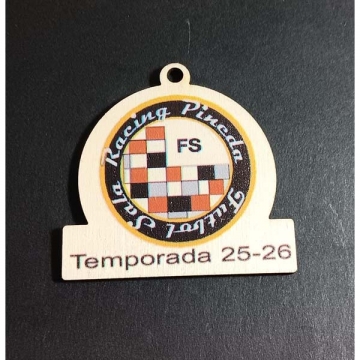 Racing Pineda
FS
Futbol Sala
Temporada 25-26